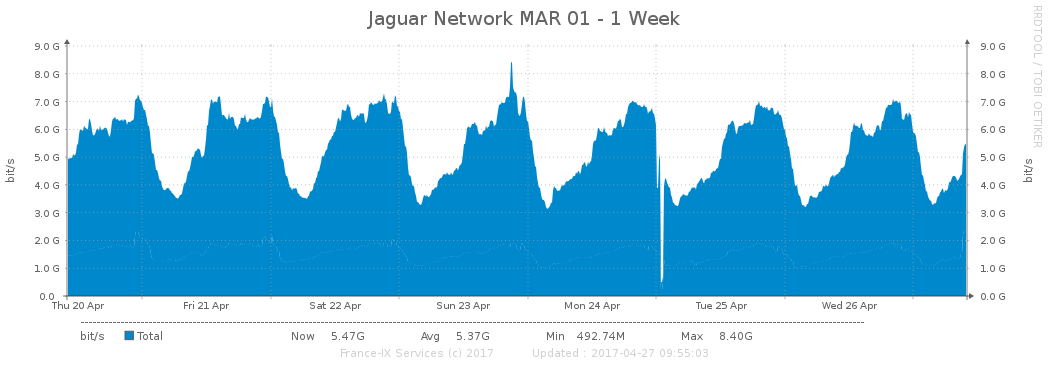 Jaguar Network MAR 01 - 1 Week
RRDTOOL / TOBI OETIKER
bit/s
9.0 G 9.0 G
8.0 G 8.0 G
7.0 G 7.0 G
6.0 G 6.0 G
5.0 G 5.0 G
4.0 G 4.0 G
3.0 G 3.0 G
2.0 G 2.0 G
1.0 G 1.0 G
0.0 0.0 G
bit/s
Thu 20 Apr Fri 21 Apr Sat 22 Apr Sun 23 Apr Mon 24 Apr Tue 25 Apr Wed 26 Apr
bit/s Total Now 5.47G Avg 5.37G Min 492.74M Max 8.40G
France-IX Services (c) 2017 Updated : 2017-04-27 09:55:03